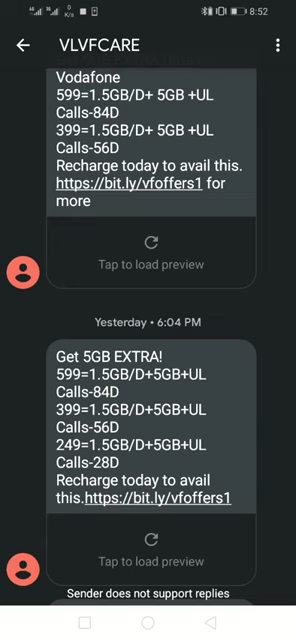 8:52
VLVFCARE
Vodafone
599=1.5GB/D+ 5GB +UL
Calls-84D
399=1.5GB/D+ 5GB +UL
Calls-56D
Recharge today to avail this.
https://bit.ly/vfoffers1 for
more
Tap to load preview
Yesterday • 6:04 PM
Get 5GB EXTRA!
599=1.5GB/D+5GB+UL
Calls-84D
399=1.5GB/D+5GB+UL
Calls-56D
249=1.5GB/D+5GB+UL
Calls-28D
Recharge today to avail
this.https://bit.ly/vfoffers1
Tap to load preview
Sender does not support replies